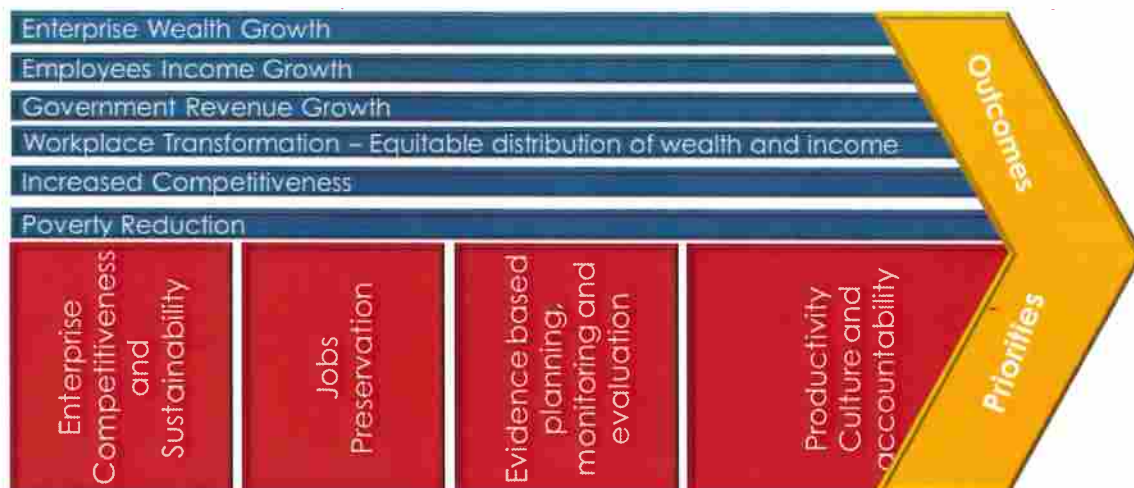 Enterprise Wealth Growth
Employees Income Growth
Government Revenue Growth
Workplace Transformation – Equitable distribution of wealth and income
Increased Competitiveness
Poverty Reduction
Outcomes
Enterprise
Competitiveness
and
Sustainability
Jobs
Preservation
Evidence based
planning,
monitoring and
evaluation
Productivity
Culture and
accountability
Priorities